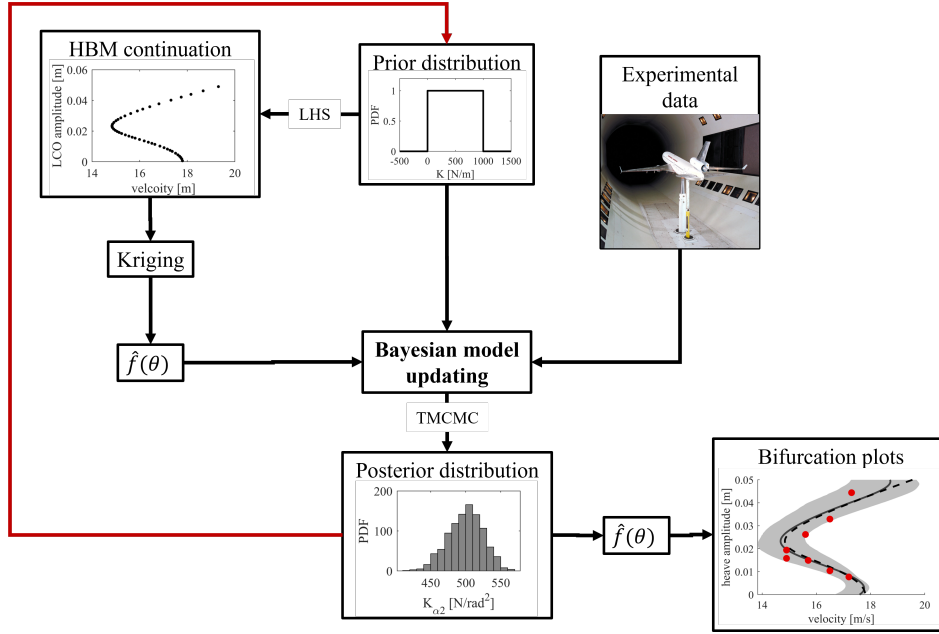 HBM continuation
LCO amplitude [m]
0.06
0.04
0.02
0
14
16
18
20
velcoity [m]
LHS
Prior distribution
PDF
1
0.5
0
-500
0
500
1000
1500
K [N/m]
Experimental
data
Kriging
f̂(θ)
Bayesian model
updating
TMCMC
Posterior distribution
PDF
200
100
0
450
500
550
K_α2 [N/rad²]
f̂(θ)
Bifurcation plots
heave amplitude [m]
0.05
0.04
0.03
0.02
0.01
0
14
16
18
20
velocity [m/s]